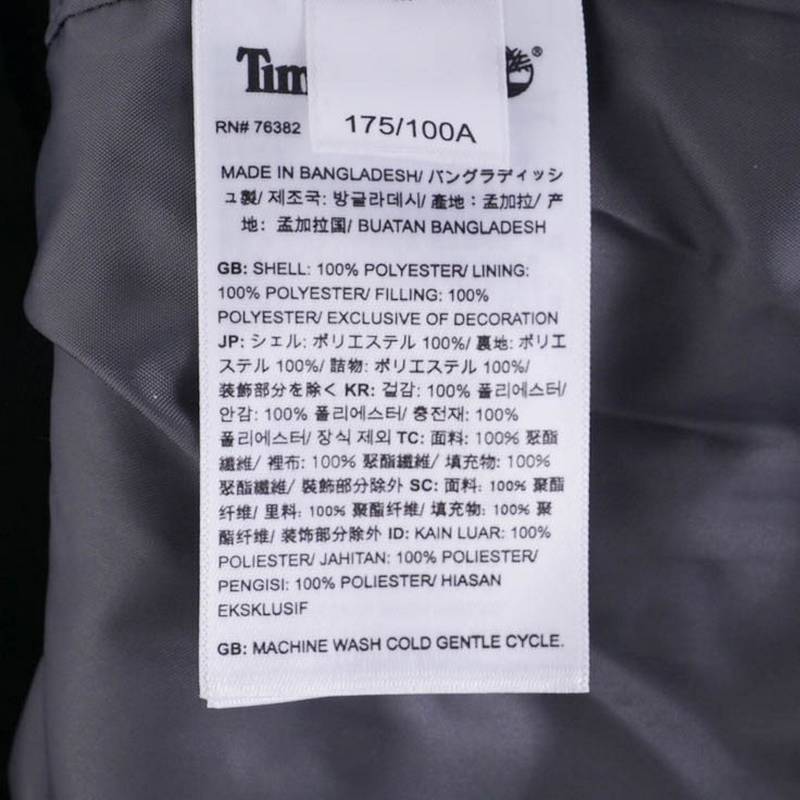 Tim
RN# 76382
175/100A
MADE IN BANGLADESH/ バングラディッシ
ュ製/ 제조국: 방글라데시/ 產地：孟加拉/ 产
地：孟加拉国/ BUATAN BANGLADESH
GB: SHELL: 100% POLYESTER/ LINING:
100% POLYESTER/ FILLING: 100%
POLYESTER/ EXCLUSIVE OF DECORATION
JP: シェル: ポリエステル 100%/ 裏地: ポリエ
ステル 100%/ 詰物: ポリエステル 100%/
装飾部分を除く KR: 겉감: 100% 폴리에스터/
안감: 100% 폴리에스터/ 충전재: 100%
폴리에스터/ 장식 제외 TC: 面料: 100% 聚酯
纖維/ 裡布: 100% 聚酯纖維/ 填充物: 100%
聚酯纖維/ 裝飾部分除外 SC: 面料: 100% 聚酯
纤维/ 里料: 100% 聚酯纤维/ 填充物: 100% 聚
酯纤维/ 装饰部分除外 ID: KAIN LUAR: 100%
POLIESTER/ JAHITAN: 100% POLIESTER/
PENGISI: 100% POLIESTER/ HIASAN
EKSKLUSIF
GB: MACHINE WASH COLD GENTLE CYCLE.